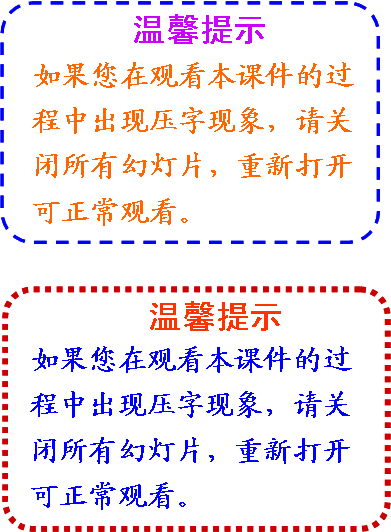 温馨提示
如果您在观看本课件的过
程中出现压字现象，请关
闭所有幻灯片，重新打开
可正常观看。
温馨提示
如果您在观看本课件的过
程中出现压字现象，请关
闭所有幻灯片，重新打开
可正常观看。